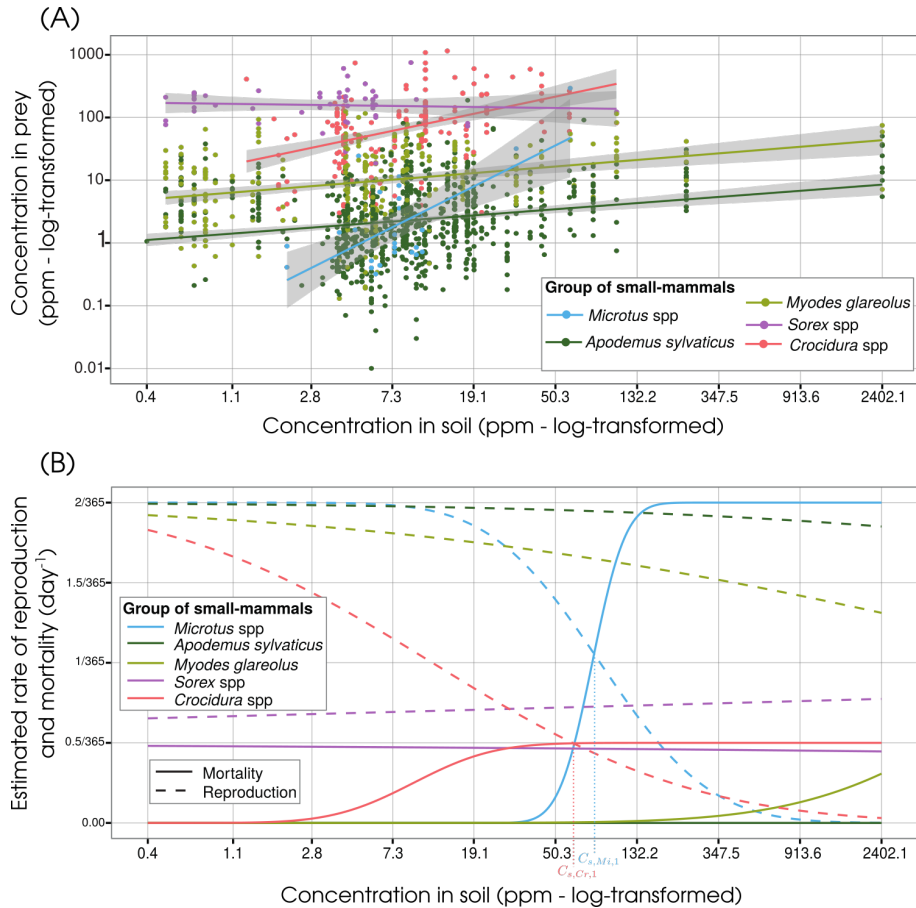 (A)
Concentration in prey
(ppm - log-transformed)
1000
100
10
1
0.1
0.01
Group of small-mammals
Microtus spp
Apodemus sylvaticus
Myodes glareolus
Sorex spp
Crocidura spp
0.4 1.1 2.8 7.3 19.1 50.3 132.2 347.5 913.6 2402.1
Concentration in soil (ppm - log-transformed)
(B)
Estimated rate of reproduction
and mortality (day⁻¹)
2/365
1.5/365
1/365
0.5/365
0.00
Group of small-mammals
Microtus spp
Apodemus sylvaticus
Myodes glareolus
Sorex spp
Crocidura spp
Mortality
Reproduction
C_{s,Mi,1}
C_{s,Cr,1}
0.4 1.1 2.8 7.3 19.1 50.3 132.2 347.5 913.6 2402.1
Concentration in soil (ppm - log-transformed)